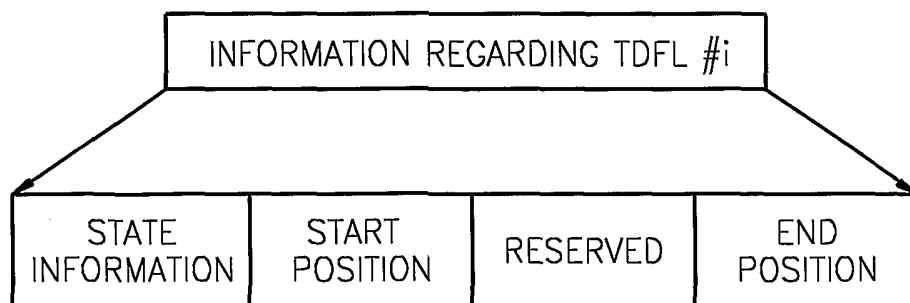 INFORMATION REGARDING TDFL #i
STATE INFORMATION
START POSITION
RESERVED
END POSITION